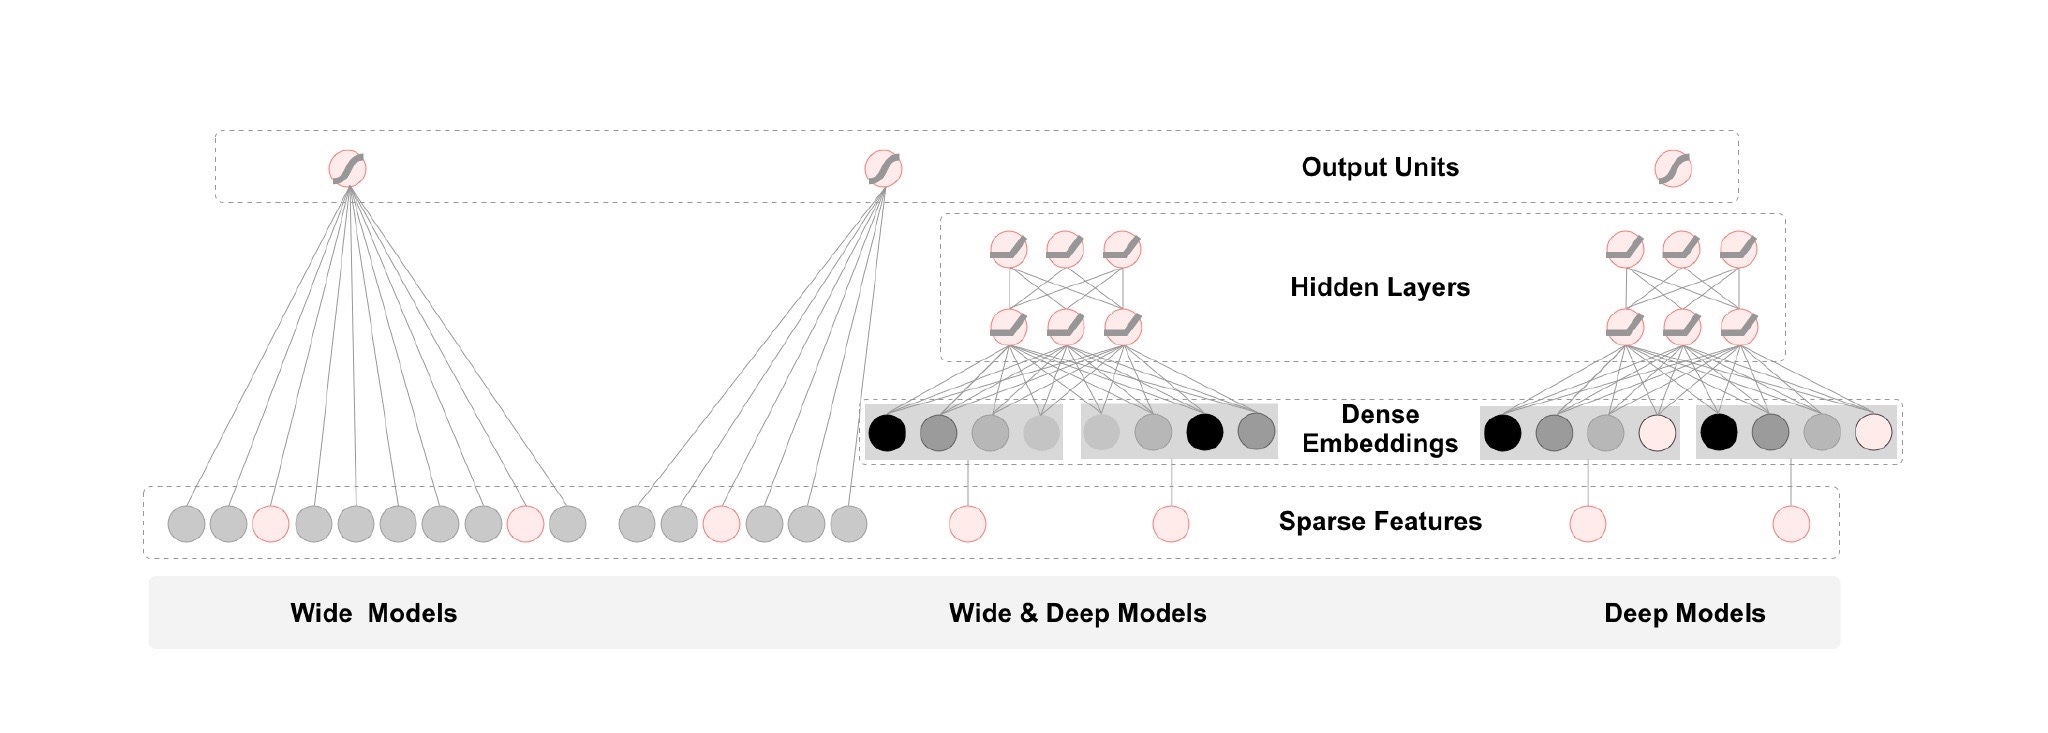 Output Units
Hidden Layers
Dense
Embeddings
Sparse Features
Wide  Models
Wide & Deep Models
Deep Models